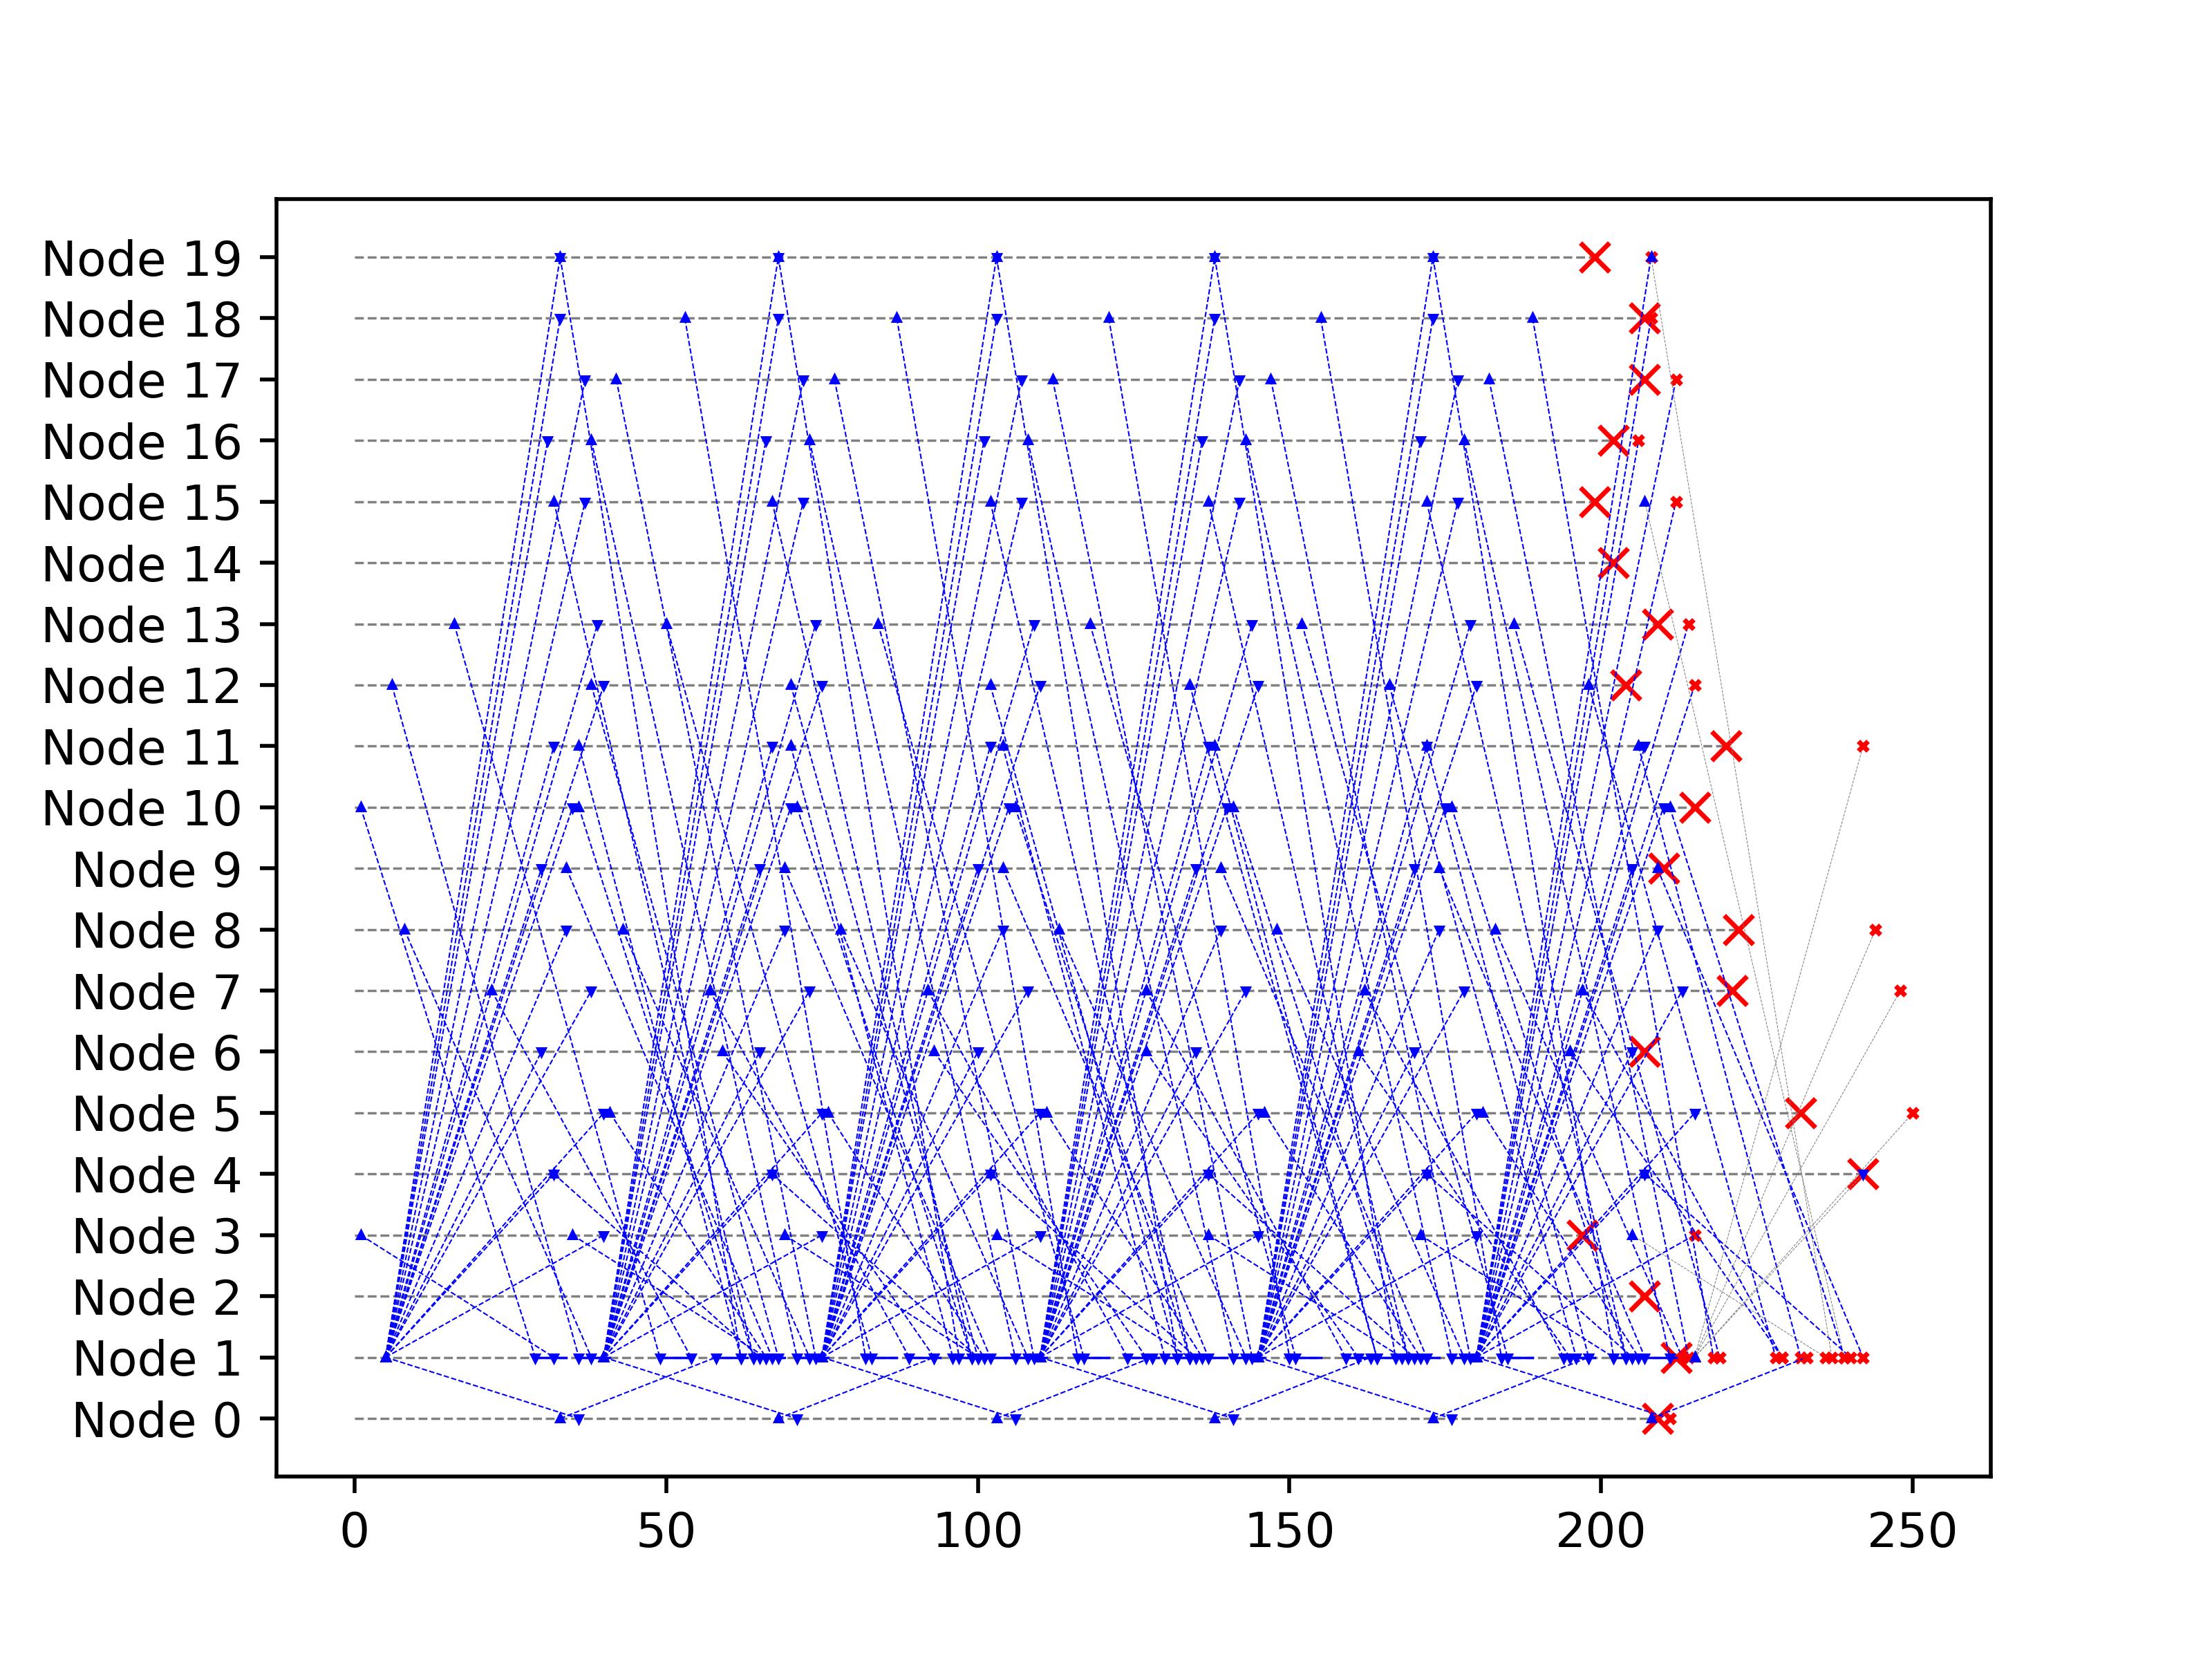 Node 19
Node 18
Node 17
Node 16
Node 15
Node 14
Node 13
Node 12
Node 11
Node 10
Node 9
Node 8
Node 7
Node 6
Node 5
Node 4
Node 3
Node 2
Node 1
Node 0
0 50 100 150 200 250